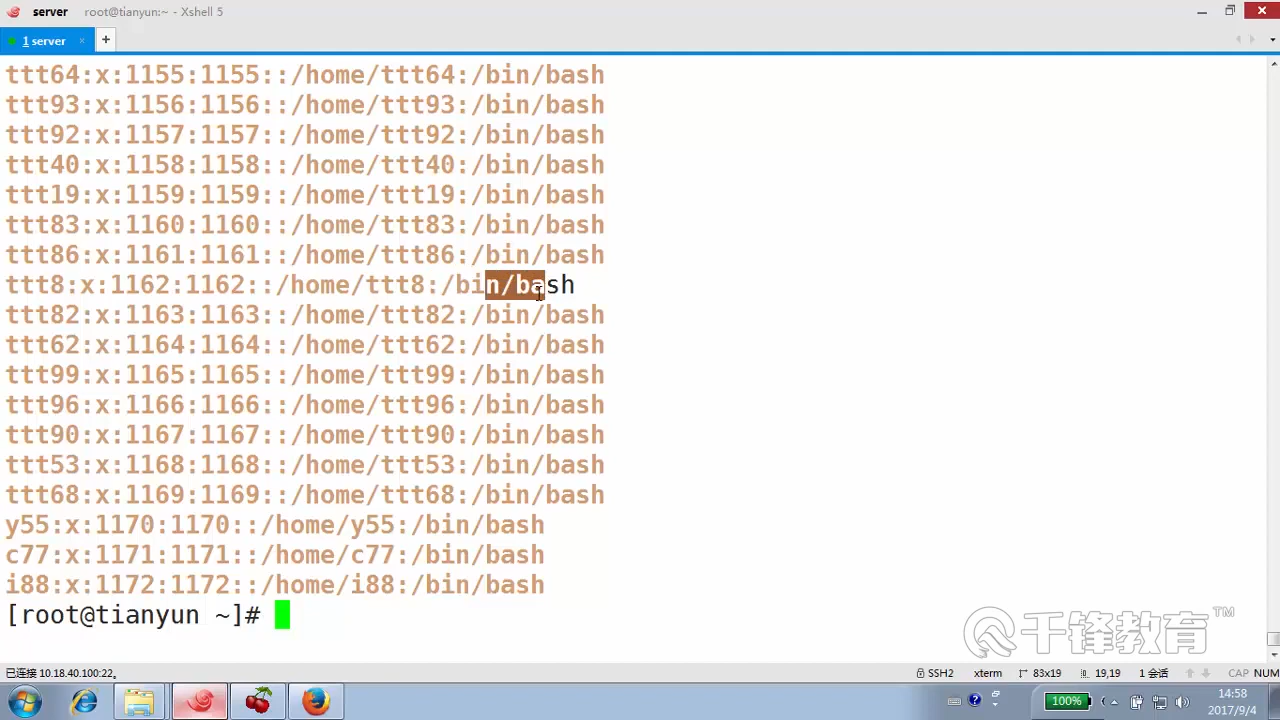 server root@tianyun:~ - Xshell 5
1 server × +
ttt64:x:1155:1155::/home/ttt64:/bin/bash
ttt93:x:1156:1156::/home/ttt93:/bin/bash
ttt92:x:1157:1157::/home/ttt92:/bin/bash
ttt40:x:1158:1158::/home/ttt40:/bin/bash
ttt19:x:1159:1159::/home/ttt19:/bin/bash
ttt83:x:1160:1160::/home/ttt83:/bin/bash
ttt86:x:1161:1161::/home/ttt86:/bin/bash
ttt8:x:1162:1162::/home/ttt8:/bin/bash
ttt82:x:1163:1163::/home/ttt82:/bin/bash
ttt62:x:1164:1164::/home/ttt62:/bin/bash
ttt99:x:1165:1165::/home/ttt99:/bin/bash
ttt96:x:1166:1166::/home/ttt96:/bin/bash
ttt90:x:1167:1167::/home/ttt90:/bin/bash
ttt53:x:1168:1168::/home/ttt53:/bin/bash
ttt68:x:1169:1169::/home/ttt68:/bin/bash
y55:x:1170:1170::/home/y55:/bin/bash
c77:x:1171:1171::/home/c77:/bin/bash
i88:x:1172:1172::/home/i88:/bin/bash
[root@tianyun ~]#
千锋教育™
已连接 10.18.40.100:22。 SSH2 xterm 83x19 19,19 1 会话 CAP NUM
100% 14:58
2017/9/4